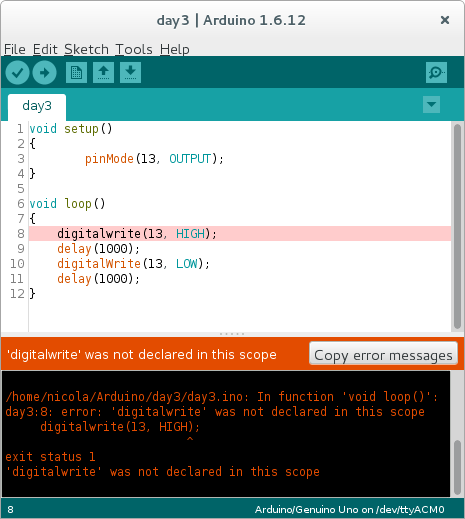 day3 | Arduino 1.6.12
File Edit Sketch Tools Help
day3
1 void setup()
2 {
3         pinMode(13, OUTPUT);
4 }
5
6 void loop()
7 {
8     digitalwrite(13, HIGH);
9     delay(1000);
10     digitalWrite(13, LOW);
11     delay(1000);
12 }
'digitalwrite' was not declared in this scope Copy error messages
/home/nicola/Arduino/day3/day3.ino: In function 'void loop()':
day3:8: error: 'digitalwrite' was not declared in this scope
     digitalwrite(13, HIGH);
                          ^
exit status 1
'digitalwrite' was not declared in this scope
8 Arduino/Genuino Uno on /dev/ttyACM0